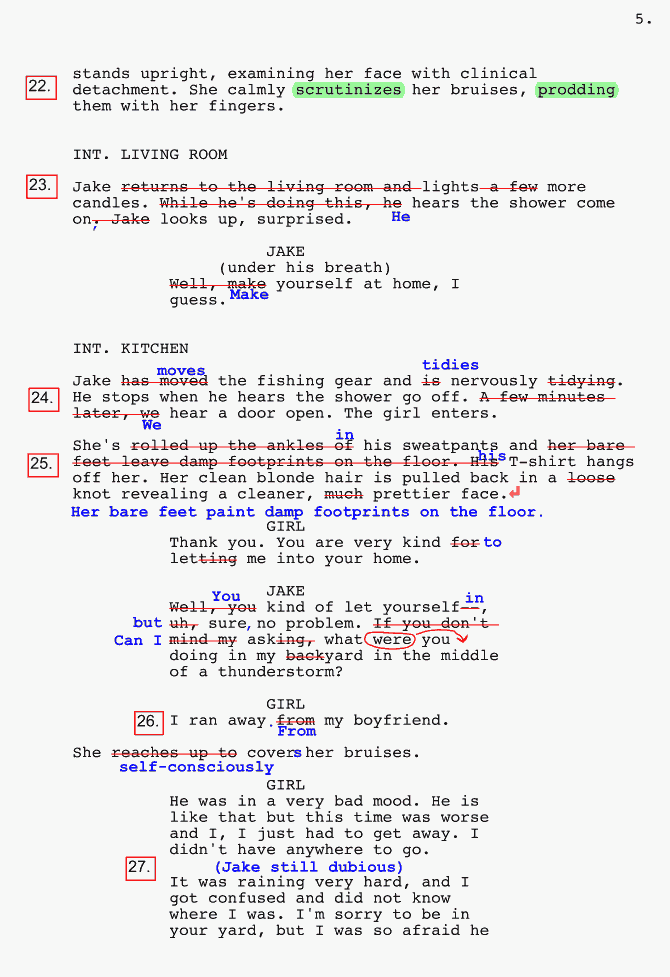 5.
stands upright, examining her face with clinical
22. detachment. She calmly scrutinizes her bruises, prodding
them with her fingers.
INT. LIVING ROOM
23. Jake returns to the living room and lights a few more
candles. While he's doing this, he hears the shower come
on. Jake looks up, surprised.
, He
JAKE
(under his breath)
Well, make yourself at home, I
guess. Make
INT. KITCHEN
moves tidies
Jake has moved the fishing gear and is nervously tidying.
24. He stops when he hears the shower go off. A few minutes
later, we hear a door open. The girl enters.
We
in
She's rolled up the ankles of his sweatpants and her bare
his
25. feet leave damp footprints on the floor. His T-shirt hangs
off her. Her clean blonde hair is pulled back in a loose
knot revealing a cleaner, much prettier face.
Her bare feet paint damp footprints on the floor.
GIRL
Thank you. You are very kind for to
letting me into your home.
JAKE
You in
Well, you kind of let yourself--,
but uh, sure, no problem. If you don't
Can I mind my asking, what were you
doing in my backyard in the middle
of a thunderstorm?
GIRL
26. I ran away. from my boyfriend.
From
She reaches up to covers her bruises.
self-consciously
GIRL
He was in a very bad mood. He is
like that but this time was worse
and I, I just had to get away. I
didn't have anywhere to go.
27. (Jake still dubious)
It was raining very hard, and I
got confused and did not know
where I was. I'm sorry to be in
your yard, but I was so afraid he